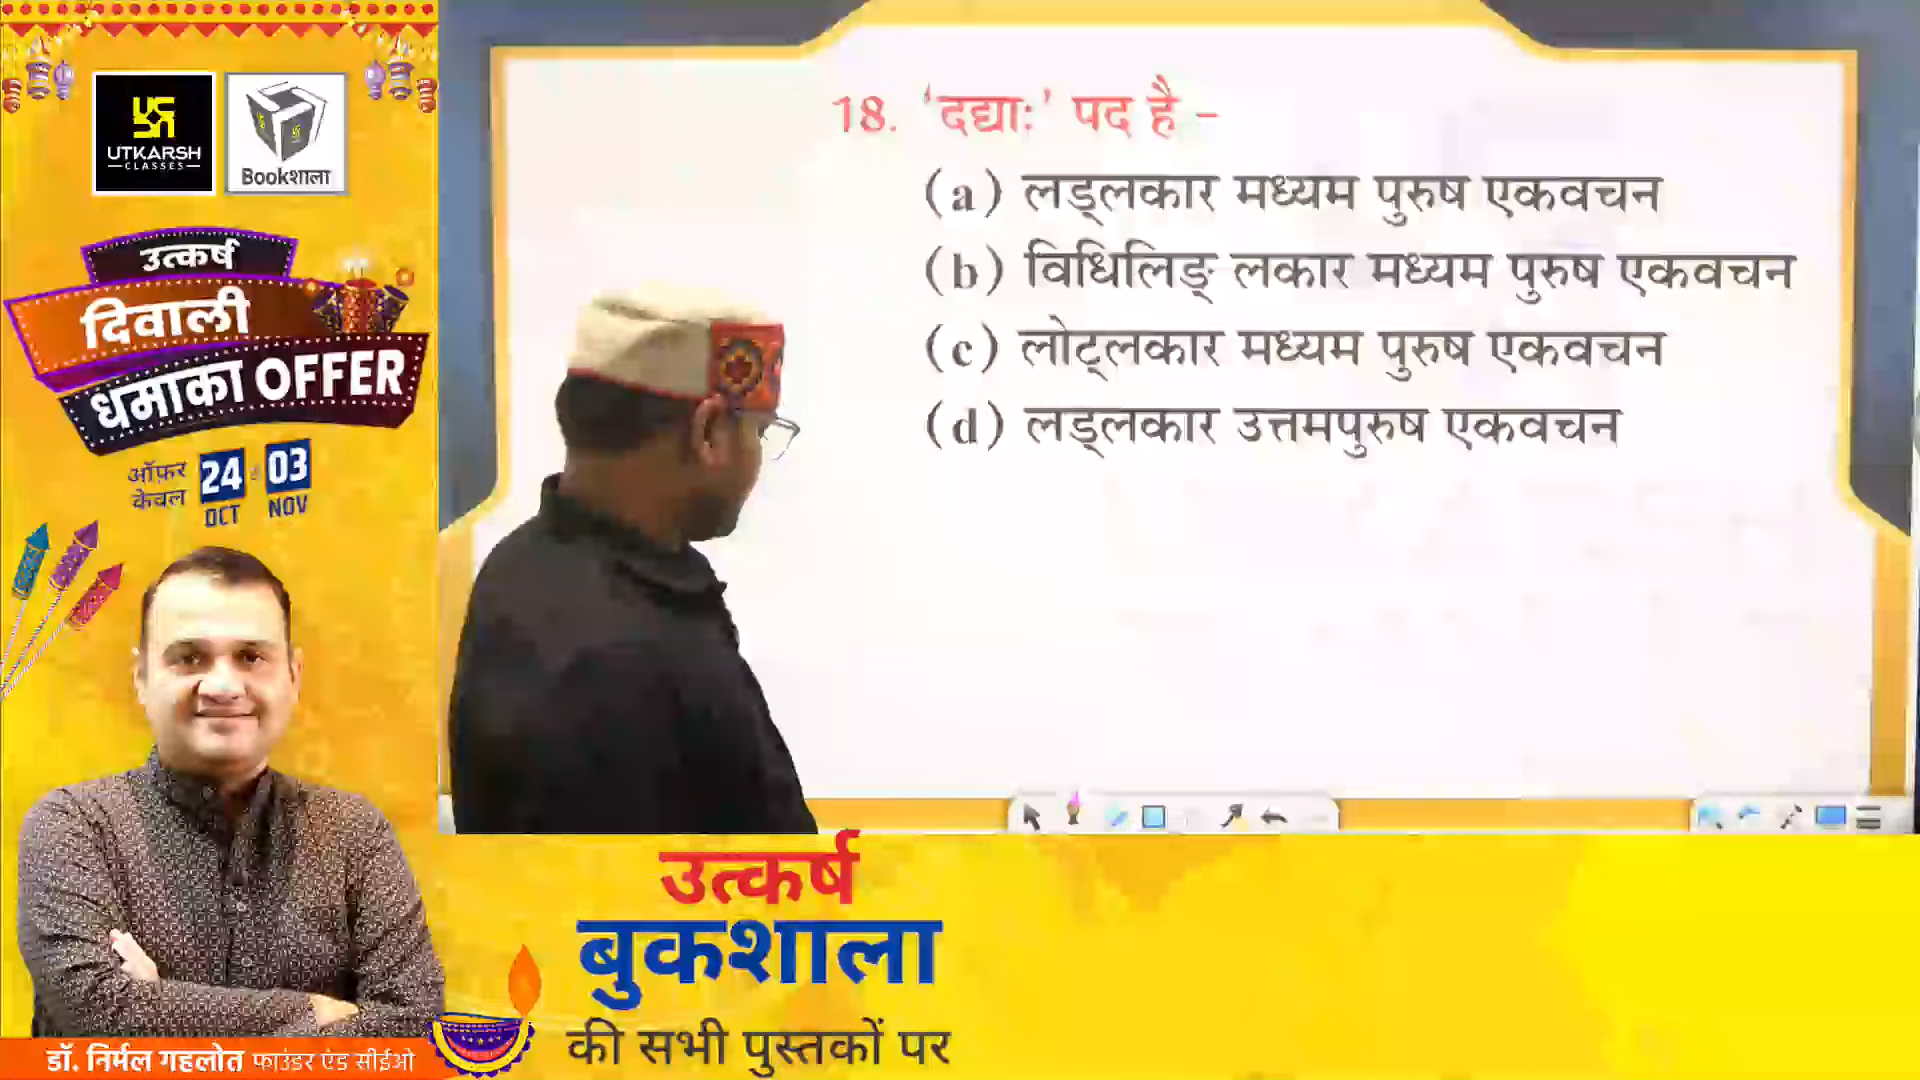 UTKARSH
CLASSES
Bookशाला
उत्कर्ष
दिवाली
धमाका OFFER
ऑफ़र
केवल
24
OCT
03
NOV
डॉ. निर्मल गहलोत फाउंडर एंड सीईओ
18. 'दद्याः' पद है –
(a) लड्लकार मध्यम पुरुष एकवचन
(b) विधिलिङ् लकार मध्यम पुरुष एकवचन
(c) लोट्लकार मध्यम पुरुष एकवचन
(d) लड्लकार उत्तमपुरुष एकवचन
उत्कर्ष
बुकशाला
की सभी पुस्तकों पर